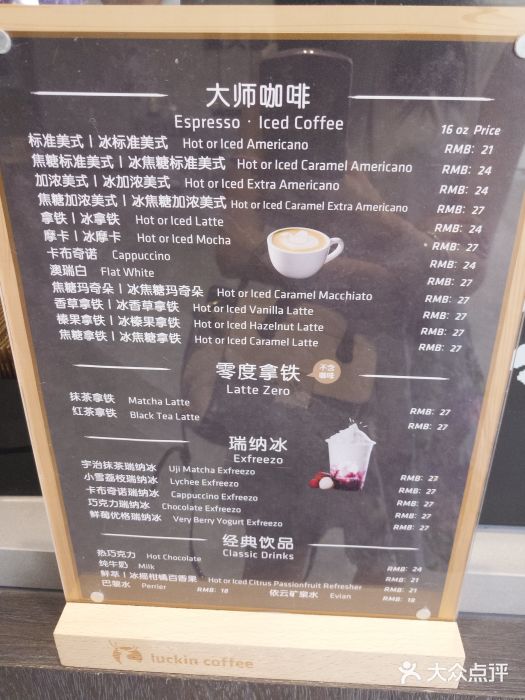 大师咖啡
Espresso · Iced Coffee
16 oz Price
标准美式 | 冰标准美式 Hot or Iced Americano RMB: 21
焦糖标准美式 | 冰焦糖标准美式 Hot or Iced Caramel Americano RMB: 24
加浓美式 | 冰加浓美式 Hot or Iced Extra Americano RMB: 24
焦糖加浓美式 | 冰焦糖加浓美式 Hot or Iced Caramel Extra Americano RMB: 27
拿铁 | 冰拿铁 Hot or Iced Latte RMB: 24
摩卡 | 冰摩卡 Hot or Iced Mocha RMB: 27
卡布奇诺 Cappuccino RMB: 24
澳瑞白 Flat White RMB: 27
焦糖玛奇朵 | 冰焦糖玛奇朵 Hot or Iced Caramel Macchiato RMB: 27
香草拿铁 | 冰香草拿铁 Hot or Iced Vanilla Latte RMB: 27
榛果拿铁 | 冰榛果拿铁 Hot or Iced Hazelnut Latte RMB: 27
焦糖拿铁 | 冰焦糖拿铁 Hot or Iced Caramel Latte RMB: 27
零度拿铁 不含咖啡
Latte Zero
抹茶拿铁 Matcha Latte RMB: 27
红茶拿铁 Black Tea Latte RMB: 27
瑞纳冰
Exfreezo
宇治抹茶瑞纳冰 Uji Matcha Exfreezo RMB: 27
小雪荔枝瑞纳冰 Lychee Exfreezo RMB: 27
卡布奇诺瑞纳冰 Cappuccino Exfreezo RMB: 27
巧克力瑞纳冰 Chocolate Exfreezo RMB: 27
鲜莓优格瑞纳冰 Very Berry Yogurt Exfreezo RMB: 27
经典饮品
Classic Drinks
热巧克力 Hot Chocolate RMB: 24
纯牛奶 Milk RMB: 21
鲜萃 | 冰摇柑橘百香果 Hot or Iced Citrus Passionfruit Refresher RMB: 21
巴黎水 Perrier RMB: 18 依云矿泉水 Evian RMB: 18
luckin coffee
大众点评